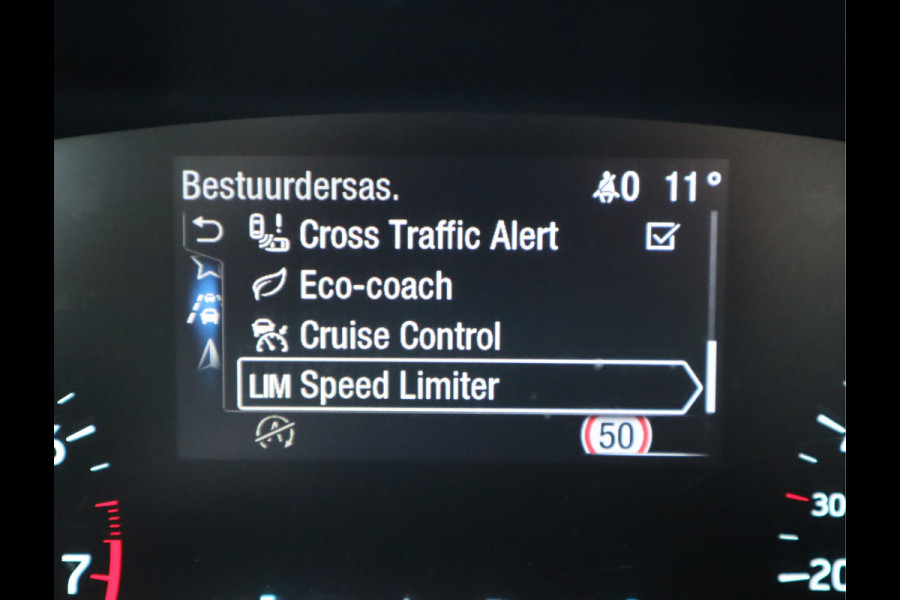 Bestuurdersas. 0 11°
Cross Traffic Alert
Eco-coach
Cruise Control
LIM Speed Limiter
A 50
7 30
20